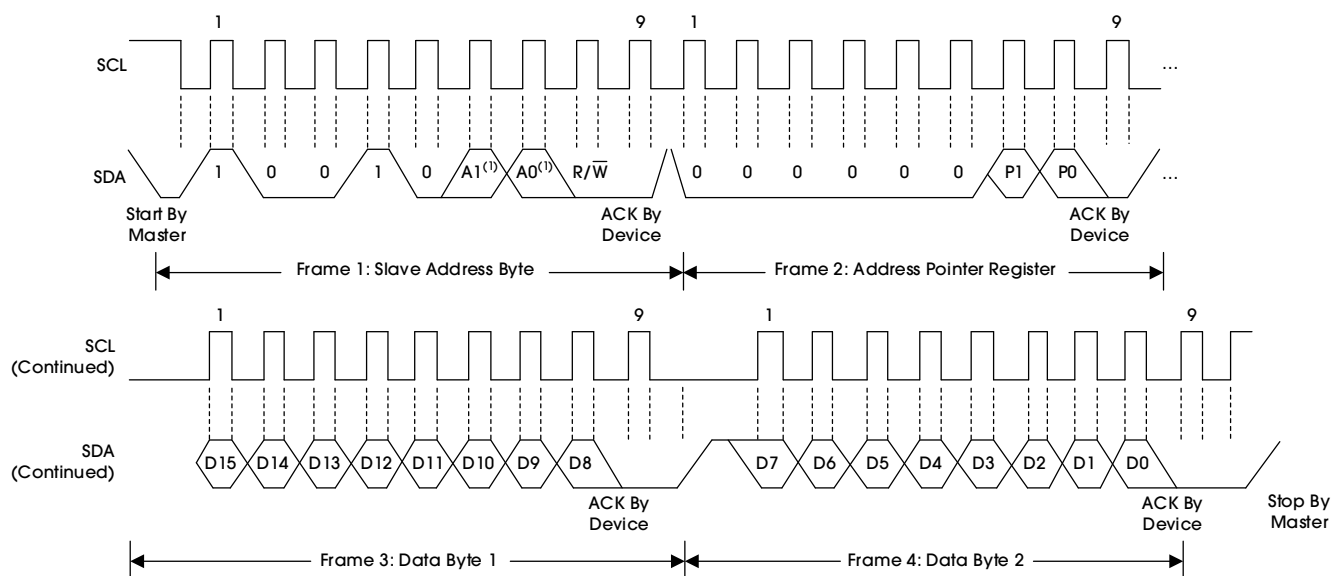 1 9 1 9
SCL ...
SDA 1 0 0 1 0 A1(1) A0(1) R/W̅ 0 0 0 0 0 0 P1 P0 ...
Start By
Master
ACK By
Device
ACK By
Device
Frame 1: Slave Address Byte
Frame 2: Address Pointer Register
1 9 1 9
SCL
(Continued)
SDA
(Continued)
D15 D14 D13 D12 D11 D10 D9 D8 D7 D6 D5 D4 D3 D2 D1 D0
ACK By
Device
ACK By
Device
Stop By
Master
Frame 3: Data Byte 1
Frame 4: Data Byte 2